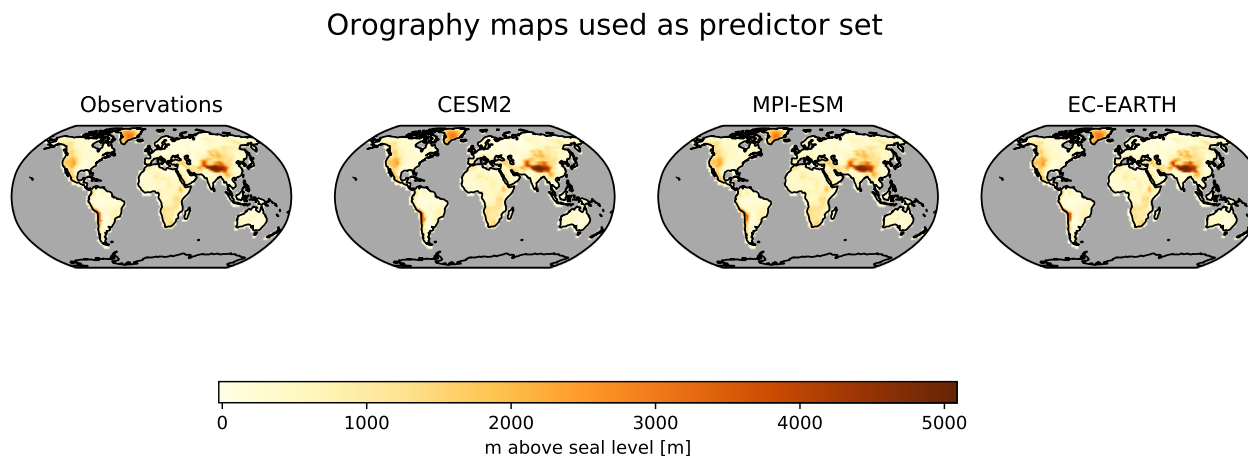 Orography maps used as predictor set
Observations
CESM2
MPI-ESM
EC-EARTH
0 1000 2000 3000 4000 5000
m above seal level [m]